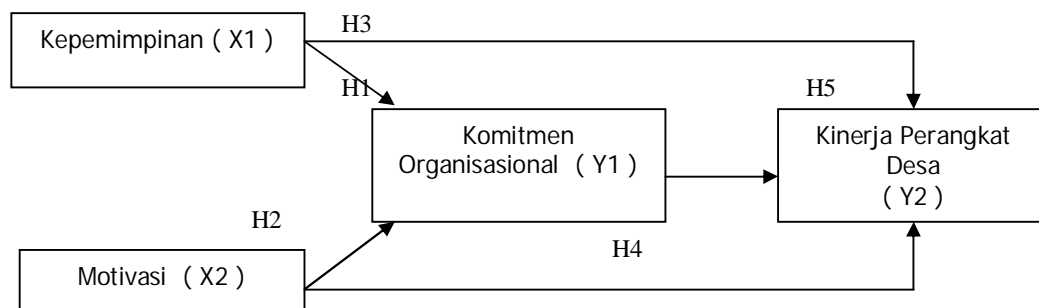 H3
Kepemimpinan ( X1 )
H1
H5
Komitmen
Organisasional ( Y1 )
Kinerja Perangkat
Desa
( Y2 )
H2
H4
Motivasi ( X2 )